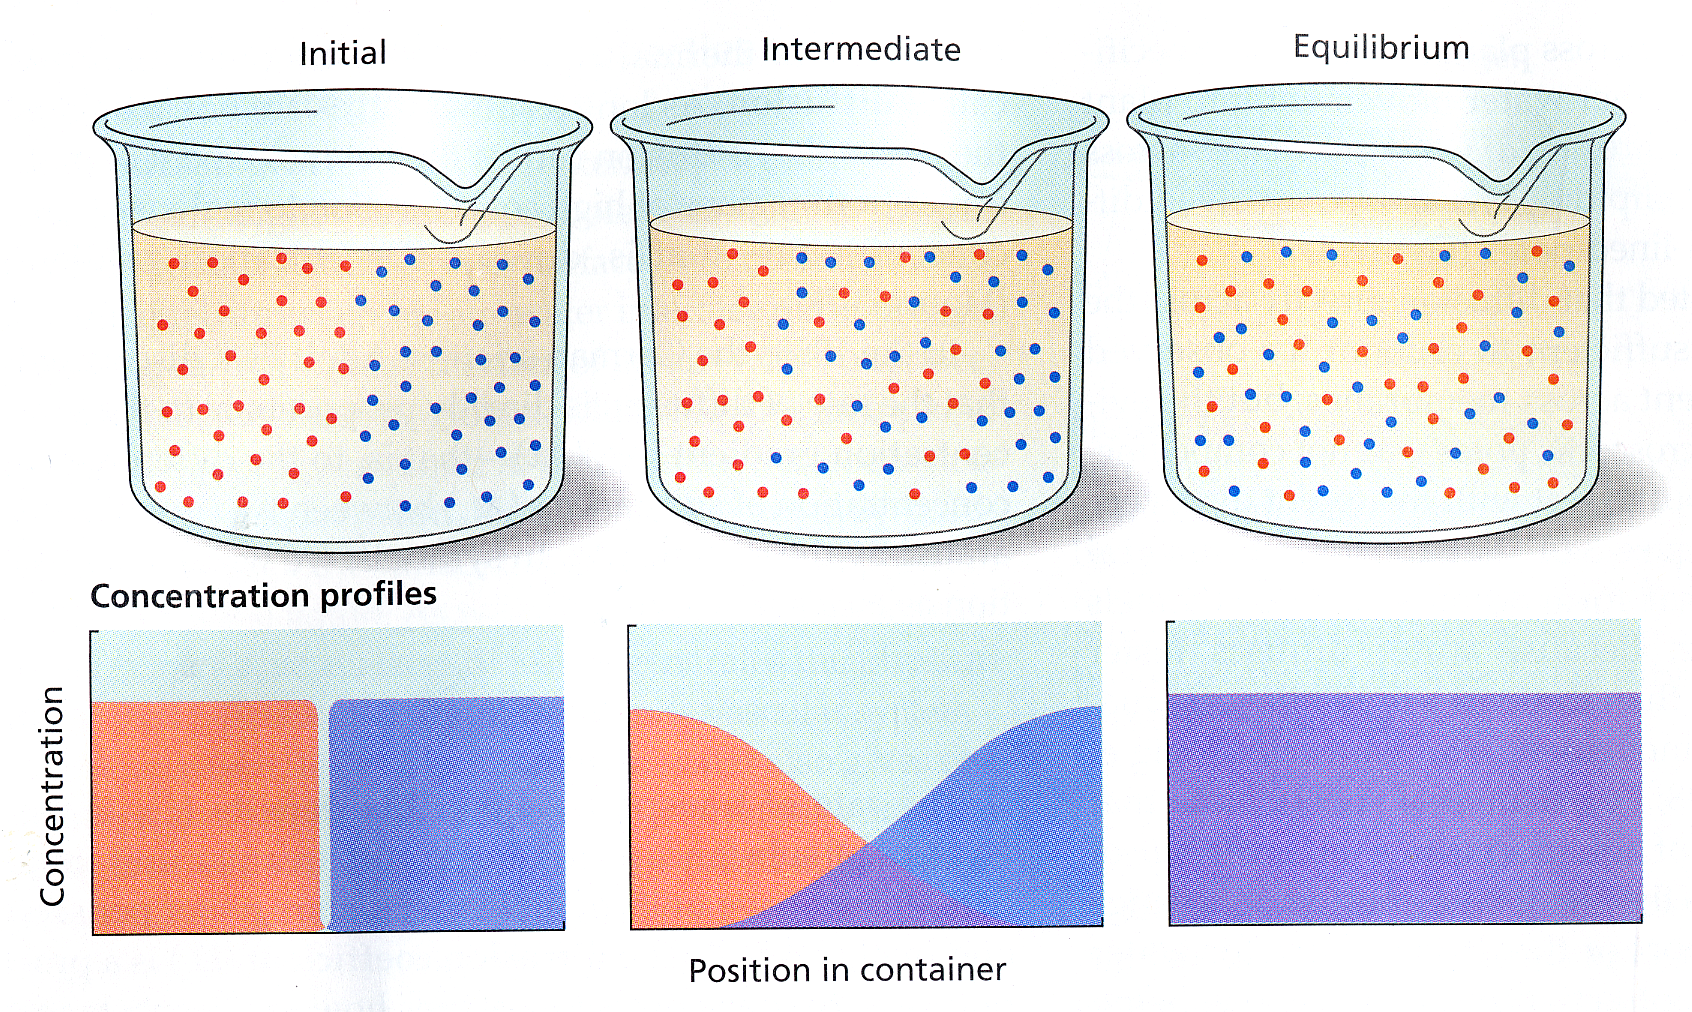 Initial
Intermediate
Equilibrium
Concentration profiles
Concentration
Position in container